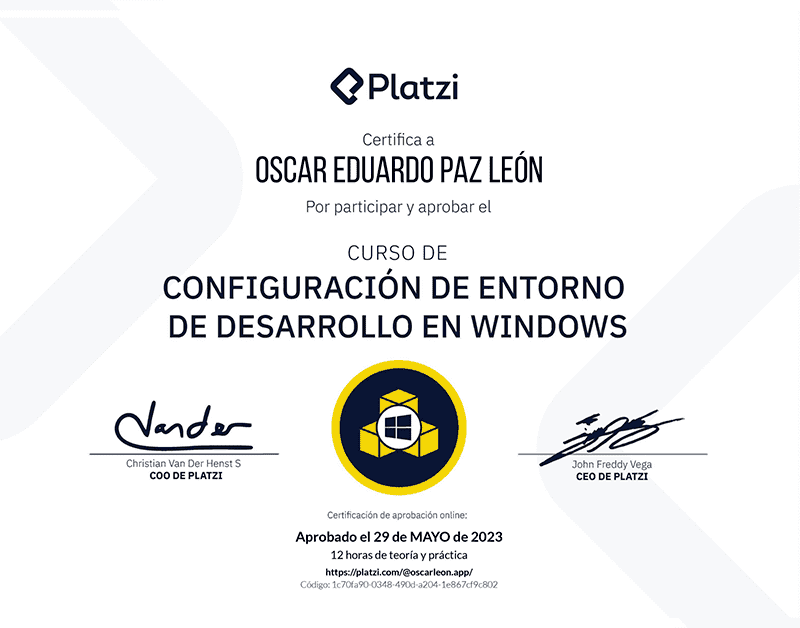 Platzi
Certifica a
OSCAR EDUARDO PAZ LEÓN
Por participar y aprobar el
CURSO DE
CONFIGURACIÓN DE ENTORNO
DE DESARROLLO EN WINDOWS
Vander
Christian Van Der Henst S
COO DE PLATZI
John Freddy Vega
CEO DE PLATZI
Certificación de aprobación online:
Aprobado el 29 de MAYO de 2023
12 horas de teoría y práctica
https://platzi.com/@oscarleon.app/
Código: 1c70fa90-0348-490d-a204-1e867cf9c802